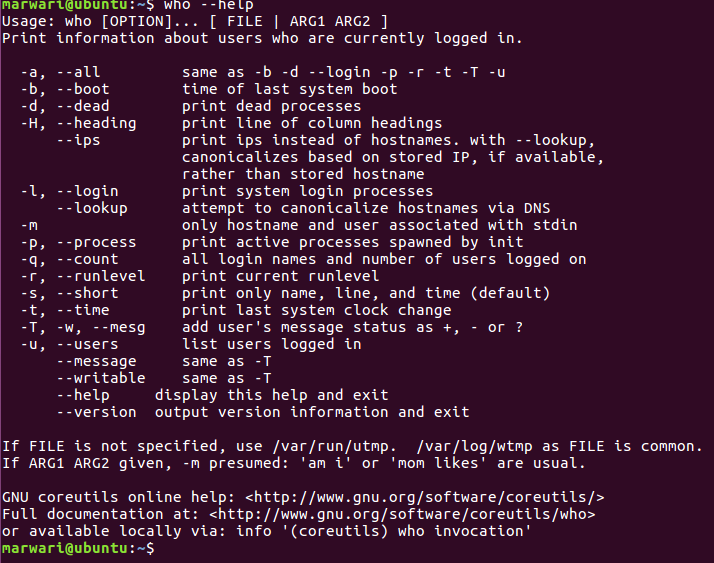 marwari@ubuntu:~$ who --help
Usage: who [OPTION]... [ FILE | ARG1 ARG2 ]
Print information about users who are currently logged in.

  -a, --all         same as -b -d --login -p -r -t -T -u
  -b, --boot        time of last system boot
  -d, --dead        print dead processes
  -H, --heading     print line of column headings
      --ips         print ips instead of hostnames. with --lookup,
                    canonicalizes based on stored IP, if available,
                    rather than stored hostname
  -l, --login       print system login processes
      --lookup      attempt to canonicalize hostnames via DNS
  -m                only hostname and user associated with stdin
  -p, --process     print active processes spawned by init
  -q, --count       all login names and number of users logged on
  -r, --runlevel    print current runlevel
  -s, --short       print only name, line, and time (default)
  -t, --time        print last system clock change
  -T, -w, --mesg    add user's message status as +, - or ?
  -u, --users       list users logged in
      --message     same as -T
      --writable    same as -T
      --help     display this help and exit
      --version  output version information and exit

If FILE is not specified, use /var/run/utmp.  /var/log/wtmp as FILE is common.
If ARG1 ARG2 given, -m presumed: 'am i' or 'mom likes' are usual.

GNU coreutils online help: <http://www.gnu.org/software/coreutils/>
Full documentation at: <http://www.gnu.org/software/coreutils/who>
or available locally via: info '(coreutils) who invocation'
marwari@ubuntu:~$